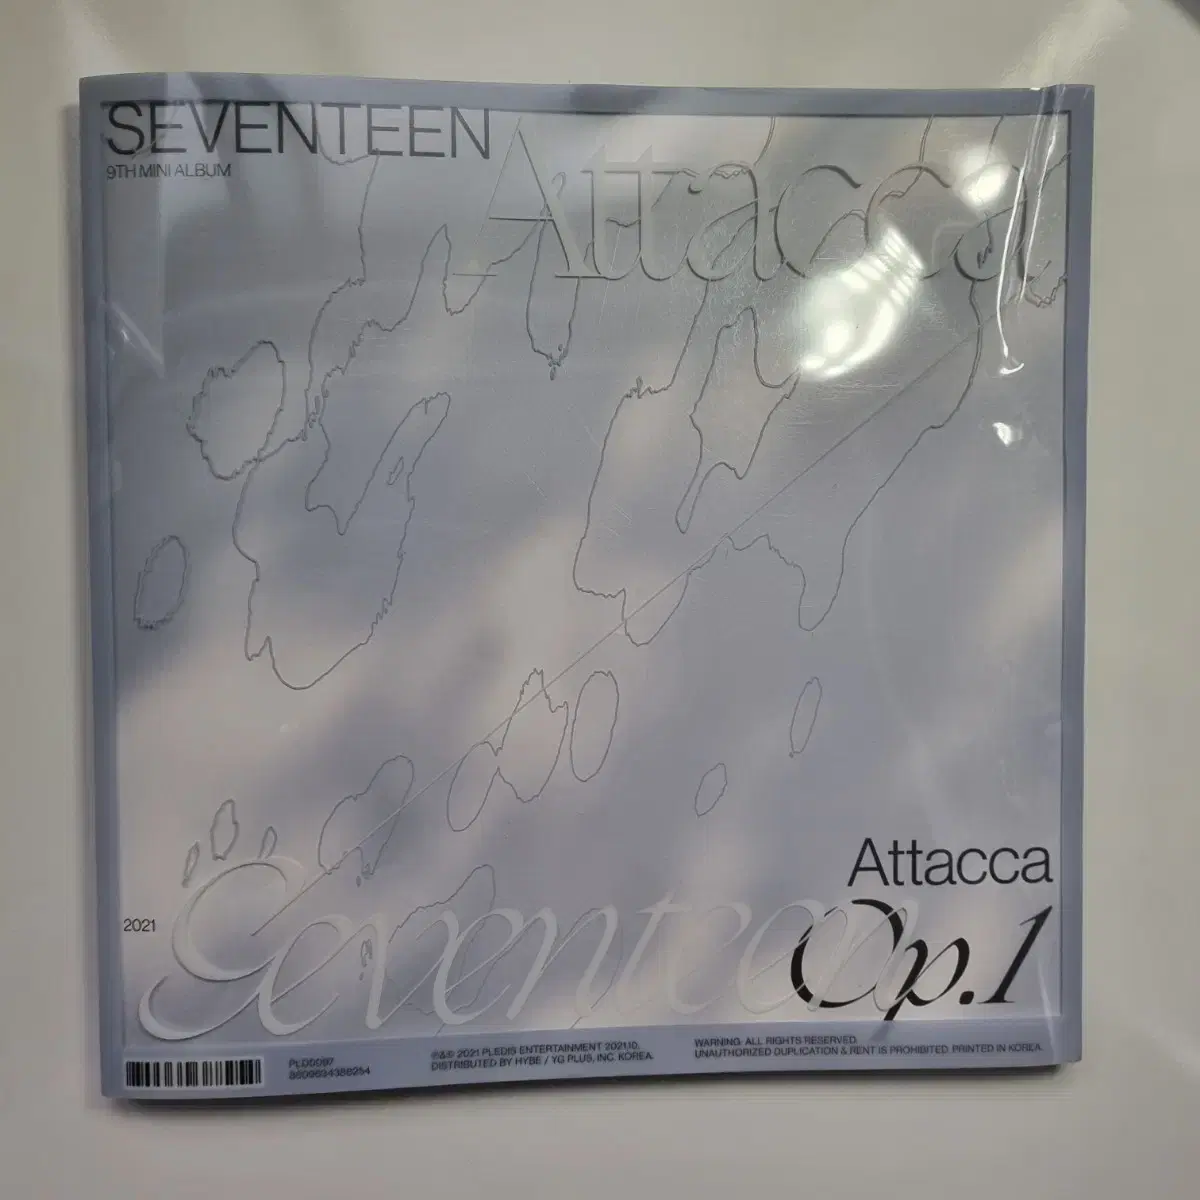 SEVENTEEN
9TH MINI ALBUM
Attacca
Attacca
2021
Seventeen
Op.1
PLD0097
8809634388254
℗&© 2021 PLEDIS ENTERTAINMENT 2021.10.
DISTRIBUTED BY HYBE / YG PLUS, INC. KOREA.
WARNING: ALL RIGHTS RESERVED.
UNAUTHORIZED DUPLICATION & RENT IS PROHIBITED. PRINTED IN KOREA.